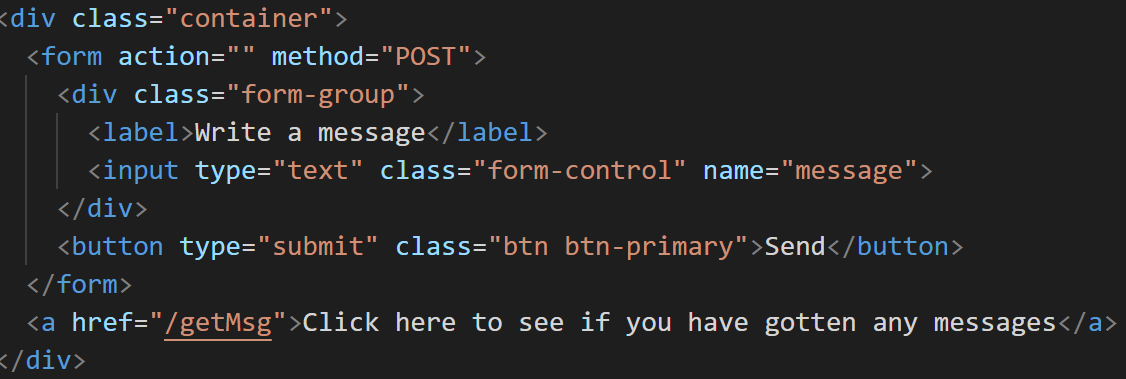 <div class="container">
<form action="" method="POST">
<div class="form-group">
<label>Write a message</label>
<input type="text" class="form-control" name="message">
</div>
<button type="submit" class="btn btn-primary">Send</button>
</form>
<a href="/getMsg">Click here to see if you have gotten any messages</a>
</div>